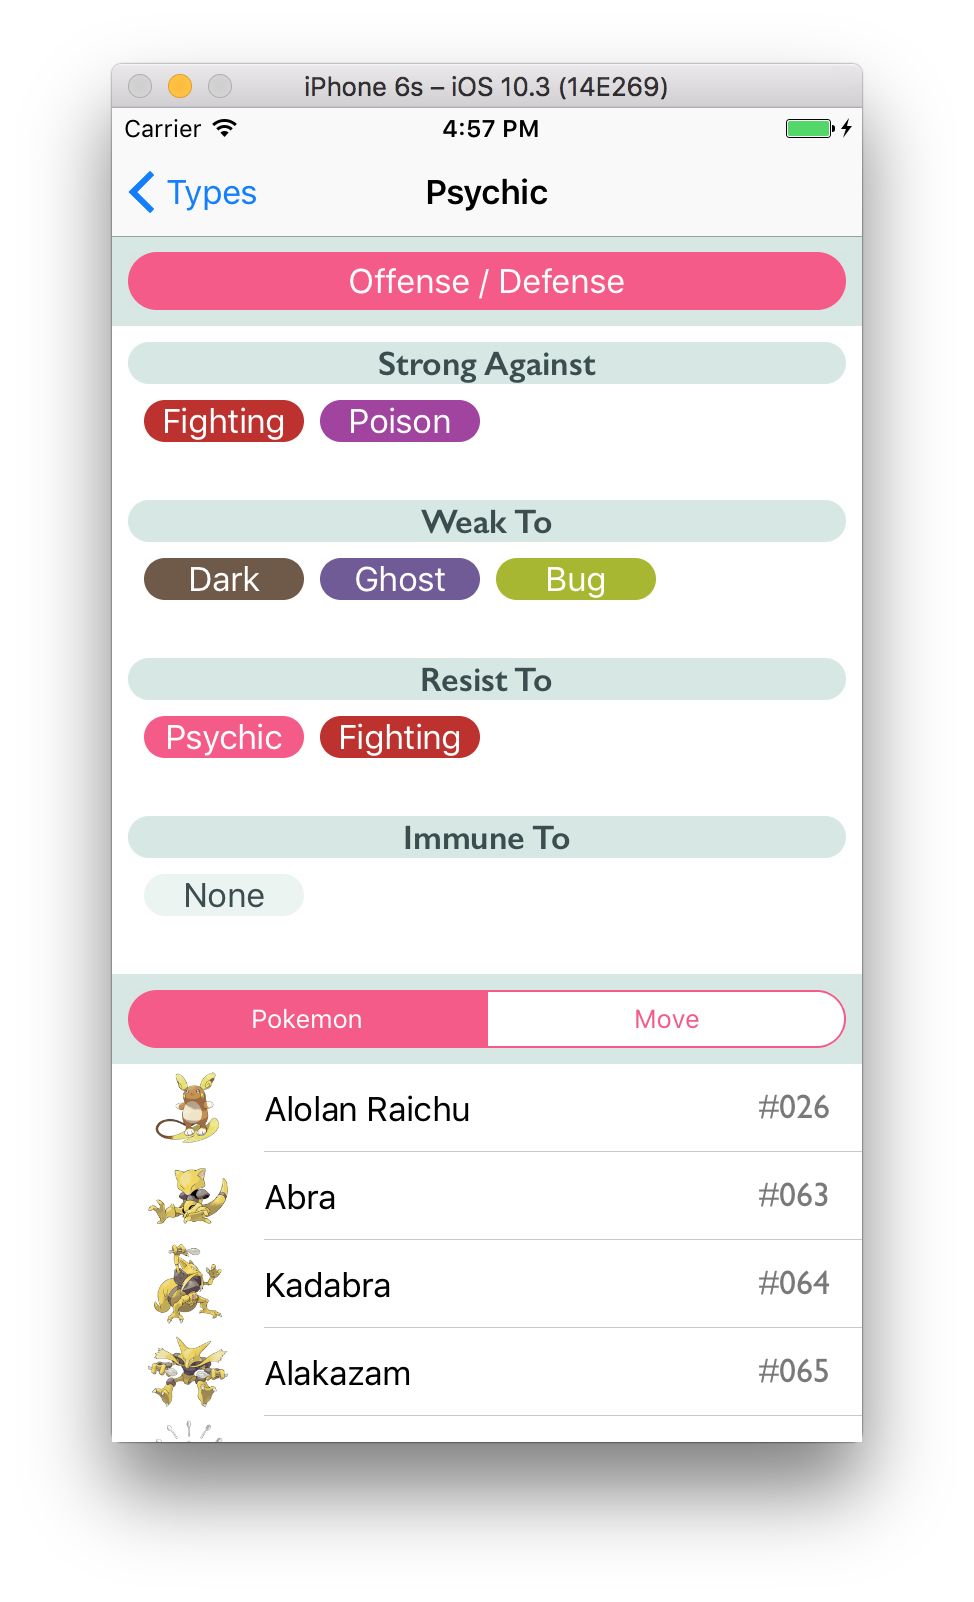 iPhone 6s – iOS 10.3 (14E269)
Carrier 4:57 PM
Types Psychic
Offense / Defense
Strong Against
Fighting Poison
Weak To
Dark Ghost Bug
Resist To
Psychic Fighting
Immune To
None
Pokemon Move
Alolan Raichu #026
Abra #063
Kadabra #064
Alakazam #065